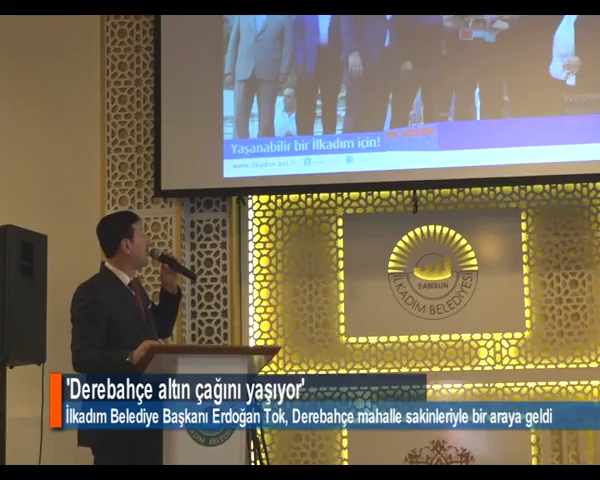 Yaşanabilir bir İlkadım için!
www.ilkadim.bel.tr
SAMSUN
İLKADIM BELEDİYESİ
'Derebahçe altın çağını yaşıyor'
İlkadım Belediye Başkanı Erdoğan Tok, Derebahçe mahalle sakinleriyle bir araya geldi